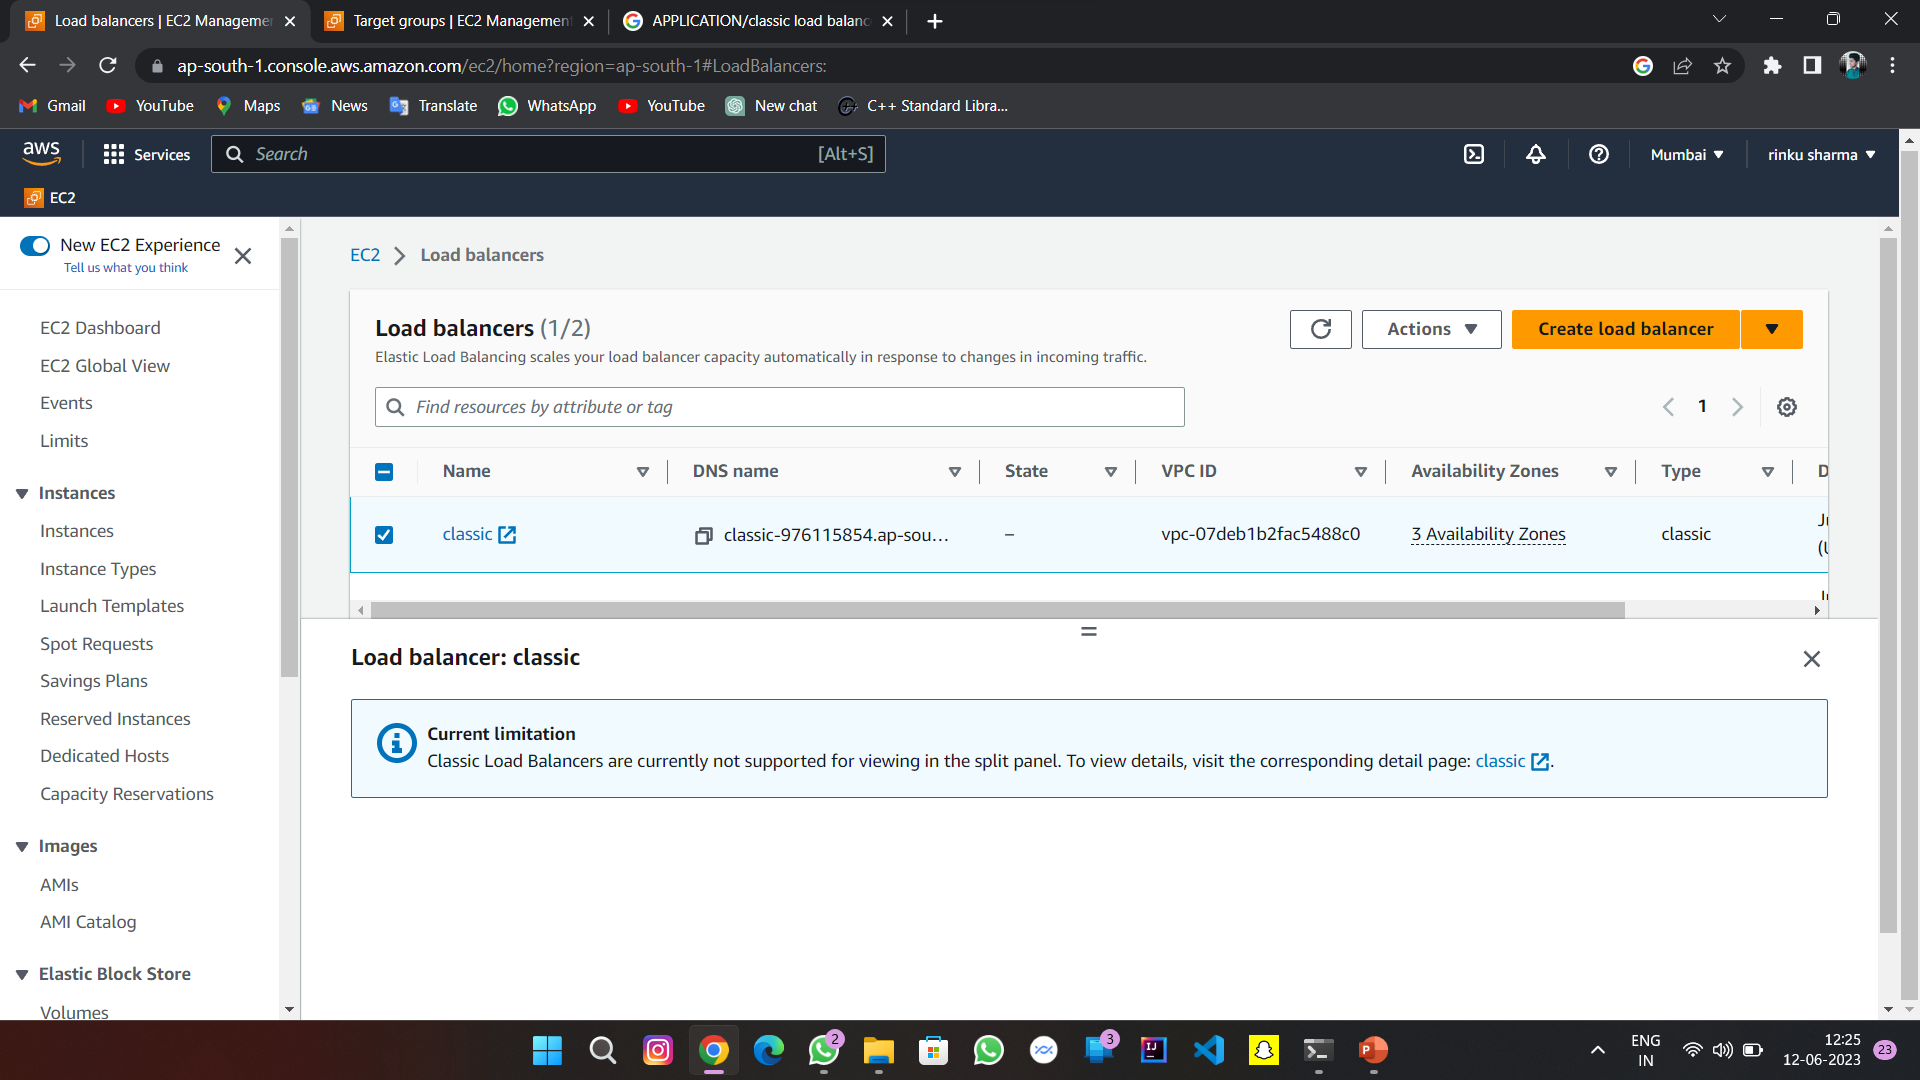 Load balancers | EC2 Managemen
Target groups | EC2 Management
APPLICATION/classic load balanc
ap-south-1.console.aws.amazon.com/ec2/home?region=ap-south-1#LoadBalancers:
Gmail YouTube Maps News Translate WhatsApp YouTube New chat C++ Standard Libra...
aws Services Search [Alt+S] Mumbai rinku sharma
EC2
New EC2 Experience
Tell us what you think
EC2 Dashboard
EC2 Global View
Events
Limits
Instances
Instances
Instance Types
Launch Templates
Spot Requests
Savings Plans
Reserved Instances
Dedicated Hosts
Capacity Reservations
Images
AMIs
AMI Catalog
Elastic Block Store
Volumes
EC2 Load balancers
Load balancers (1/2)
Actions Create load balancer
Elastic Load Balancing scales your load balancer capacity automatically in response to changes in incoming traffic.
Find resources by attribute or tag
1
Name DNS name State VPC ID Availability Zones Type D
classic classic-976115854.ap-sou... – vpc-07deb1b2fac5488c0 3 Availability Zones classic
Load balancer: classic
Current limitation
Classic Load Balancers are currently not supported for viewing in the split panel. To view details, visit the corresponding detail page: classic.
2
3
ENG
IN
12:25
12-06-2023
23